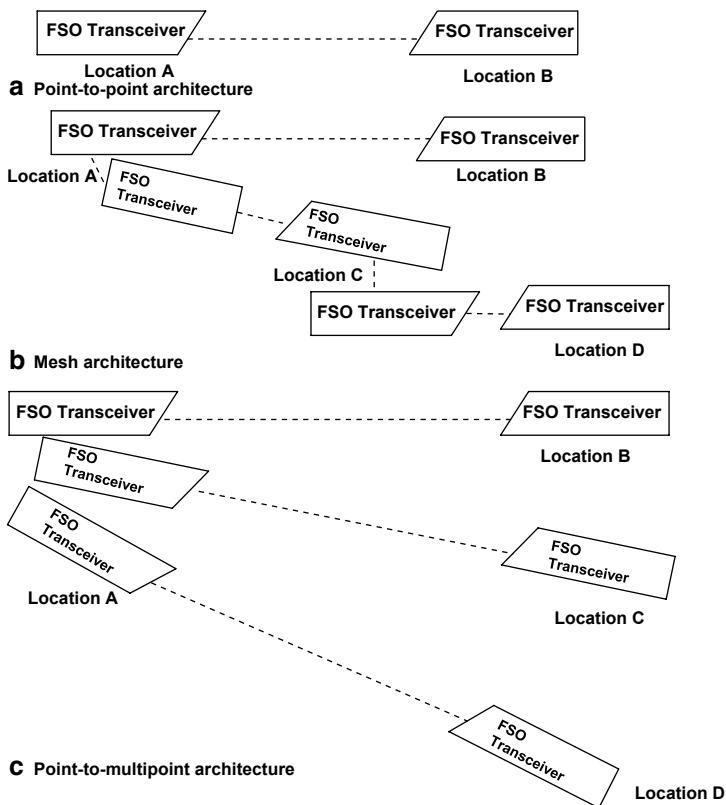 FSO Transceiver
FSO Transceiver
Location A
Location B
a Point-to-point architecture
FSO Transceiver
FSO Transceiver
Location A
Location B
FSO
Transceiver
FSO
Transceiver
Location C
FSO Transceiver
FSO Transceiver
Location D
b Mesh architecture
FSO Transceiver
FSO Transceiver
Location B
FSO
Transceiver
FSO
Transceiver
Location A
FSO
Transceiver
Location C
FSO
Transceiver
c Point-to-multipoint architecture
Location D